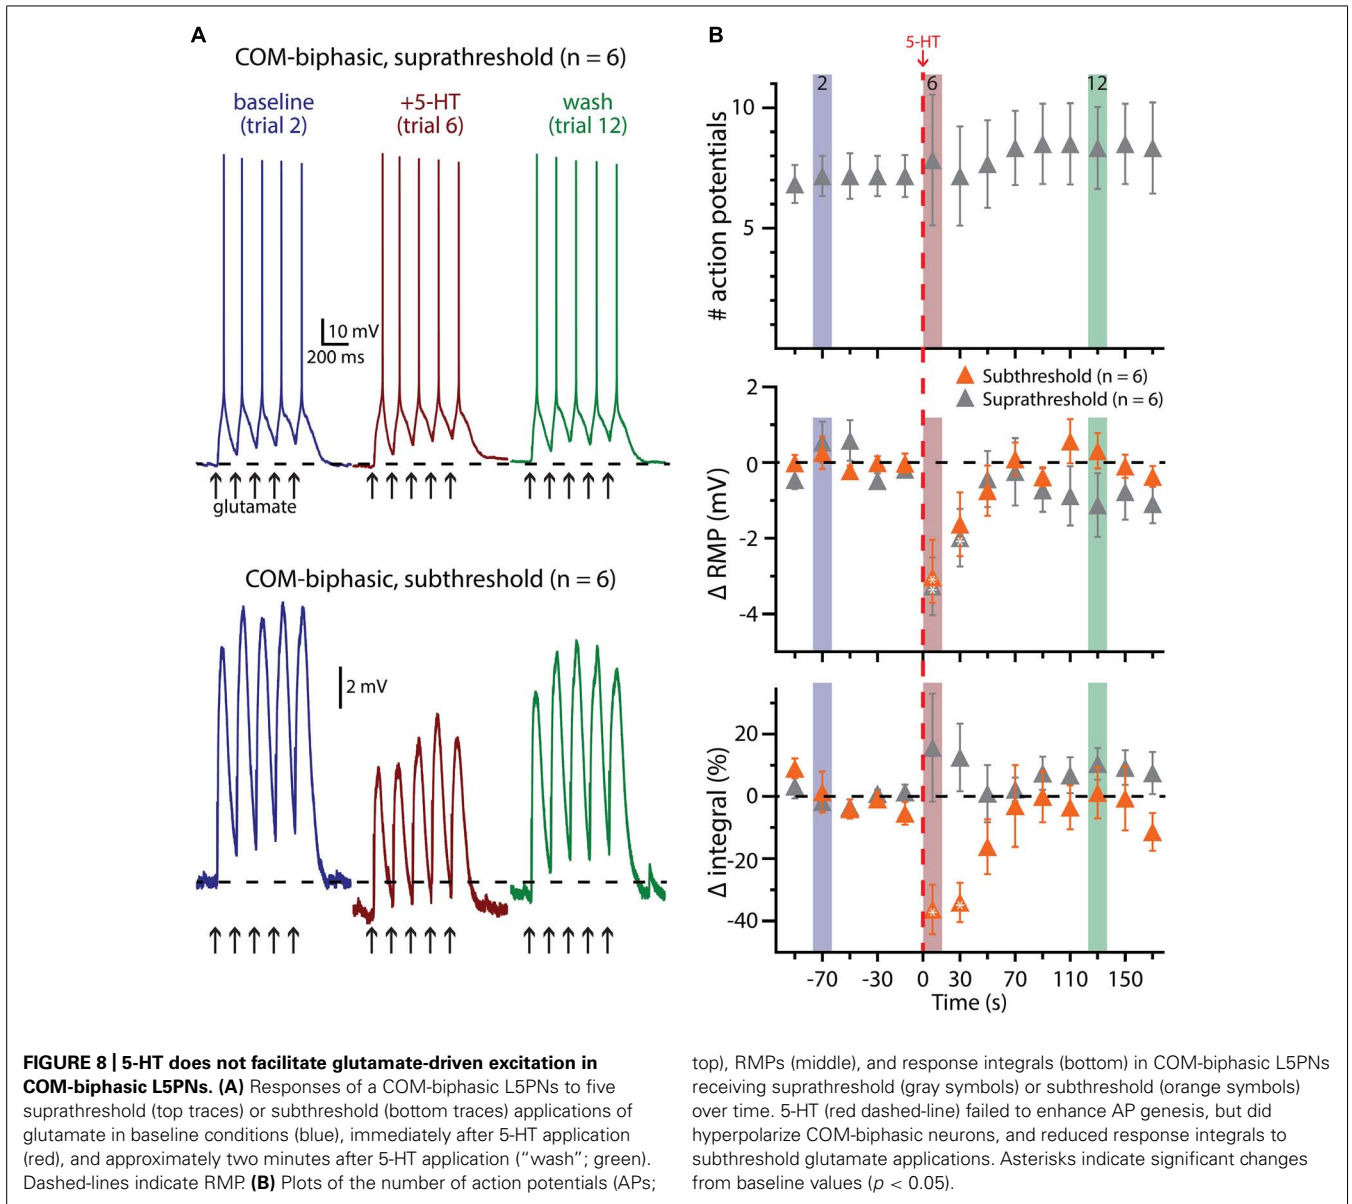 A
COM-biphasic, suprathreshold (n = 6)
baseline
(trial 2)
+5-HT
(trial 6)
wash
(trial 12)
10 mV
200 ms
glutamate
COM-biphasic, subthreshold (n = 6)
2 mV
B
5-HT
2
6
12
10
5
# action potentials
Subthreshold (n = 6)
Suprathreshold (n = 6)
2
0
-2
-4
Δ RMP (mV)
20
0
-20
-40
Δ integral (%)
-70
-30
0
30
70
110
150
Time (s)
FIGURE 8 | 5-HT does not facilitate glutamate-driven excitation in
COM-biphasic L5PNs. (A) Responses of a COM-biphasic L5PNs to five
suprathreshold (top traces) or subthreshold (bottom traces) applications of
glutamate in baseline conditions (blue), immediately after 5-HT application
(red), and approximately two minutes after 5-HT application (“wash”; green).
Dashed-lines indicate RMP. (B) Plots of the number of action potentials (APs;
top), RMPs (middle), and response integrals (bottom) in COM-biphasic L5PNs
receiving suprathreshold (gray symbols) or subthreshold (orange symbols)
over time. 5-HT (red dashed-line) failed to enhance AP genesis, but did
hyperpolarize COM-biphasic neurons, and reduced response integrals to
subthreshold glutamate applications. Asterisks indicate significant changes
from baseline values (p < 0.05).